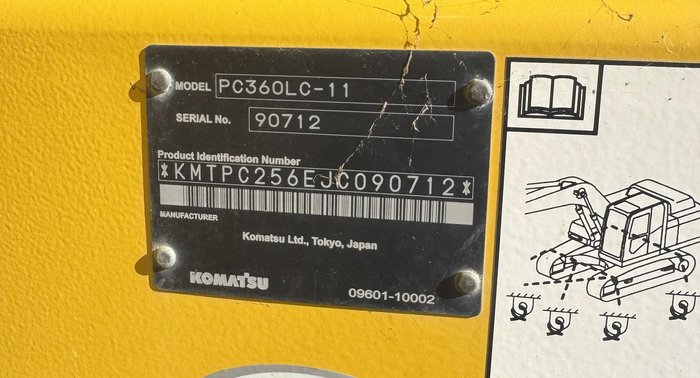 MODEL PC360LC-11
SERIAL No. 90712
Product Identification Number
*KMTPC256EJC090712*
MANUFACTURER
Komatsu Ltd., Tokyo, Japan
KOMATSU
09601-10002